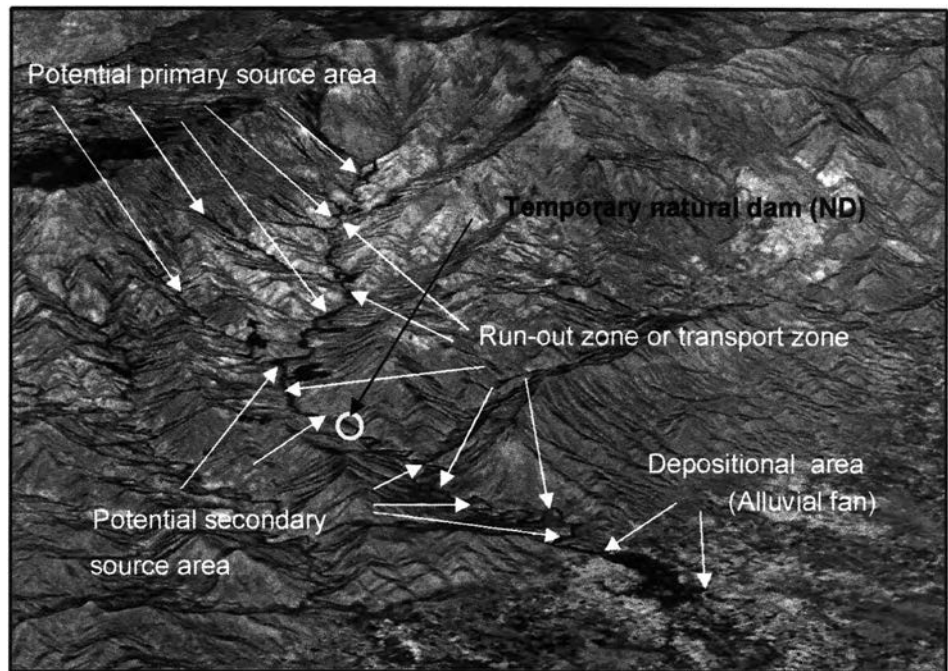 Potential primary source area
Temporary natural dam (ND)
Run-out zone or transport zone
Depositional area
(Alluvial fan)
Potential secondary
source area